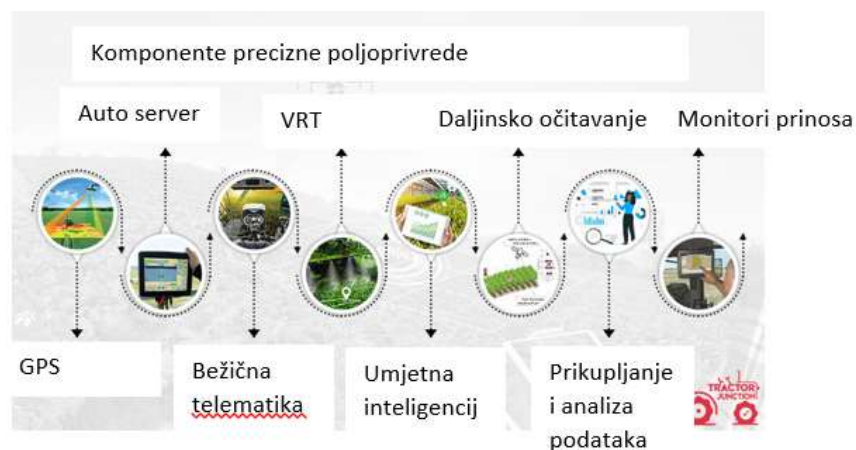 Komponente precizne poljoprivrede
Auto server
VRT
Daljinsko očitavanje
Monitori prinosa
GPS
Bežična
telematika
Umjetna
inteligencij
Prikupljanje
i analiza
podataka
TRACTOR
JUNCTION